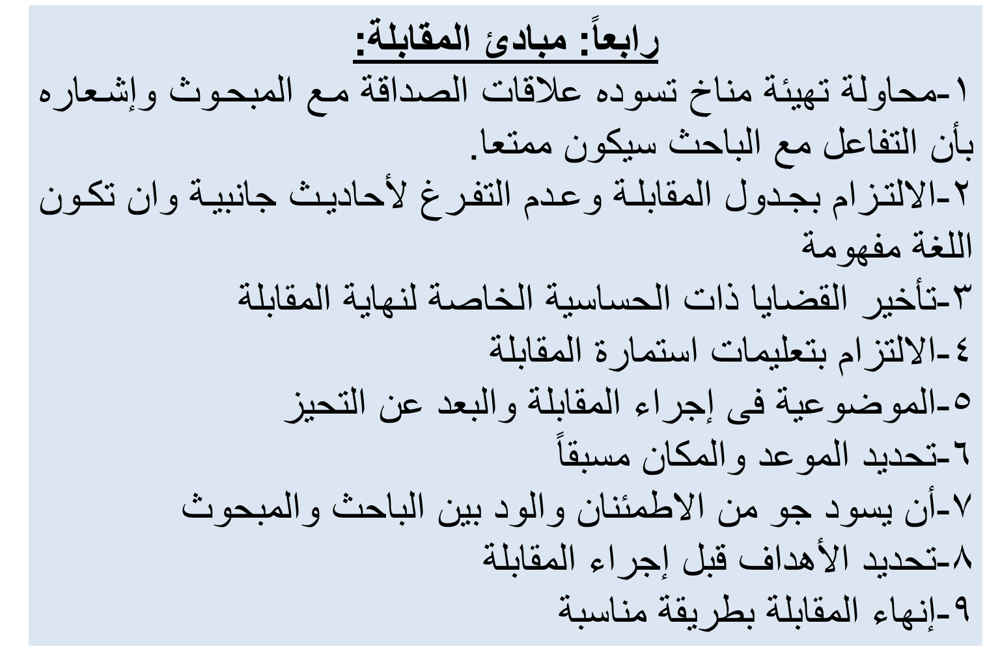 رابعاً: مبادئ المقابلة:
١-محاولة تهيئة مناخ تسوده علاقات الصداقة مع المبحوث وإشعاره
بأن التفاعل مع الباحث سيكون ممتعا.
٢-الالتزام بجدول المقابلة وعدم التفرغ لأحاديث جانبية وان تكون
اللغة مفهومة
٣-تأخير القضايا ذات الحساسية الخاصة لنهاية المقابلة
٤-الالتزام بتعليمات استمارة المقابلة
٥-الموضوعية فى إجراء المقابلة والبعد عن التحيز
٦-تحديد الموعد والمكان مسبقاً
٧-أن يسود جو من الاطمئنان والود بين الباحث والمبحوث
٨-تحديد الأهداف قبل إجراء المقابلة
٩-إنهاء المقابلة بطريقة مناسبة